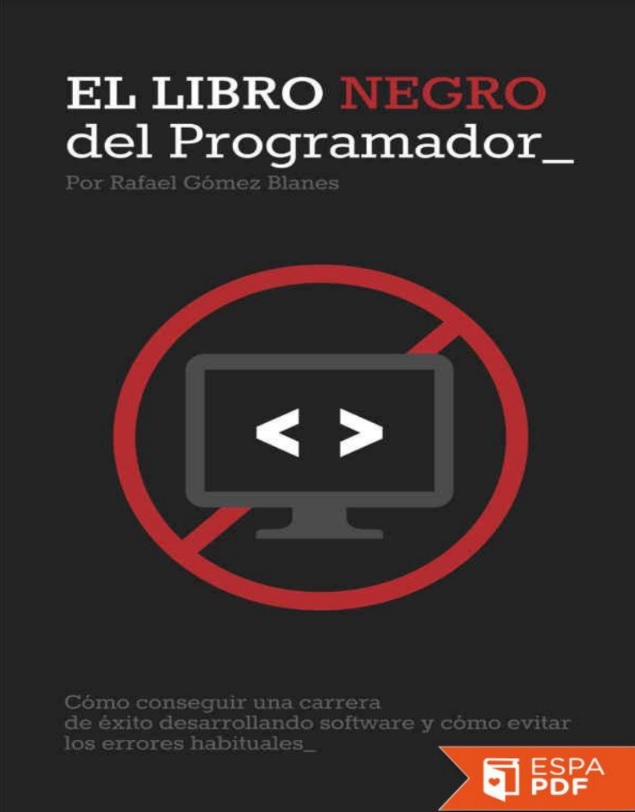 EL LIBRO NEGRO
del Programador_
Por Rafael Gómez Blanes
< >
Cómo conseguir una carrera
de éxito desarrollando software y cómo evitar
los errores habituales_
ESPA
PDF